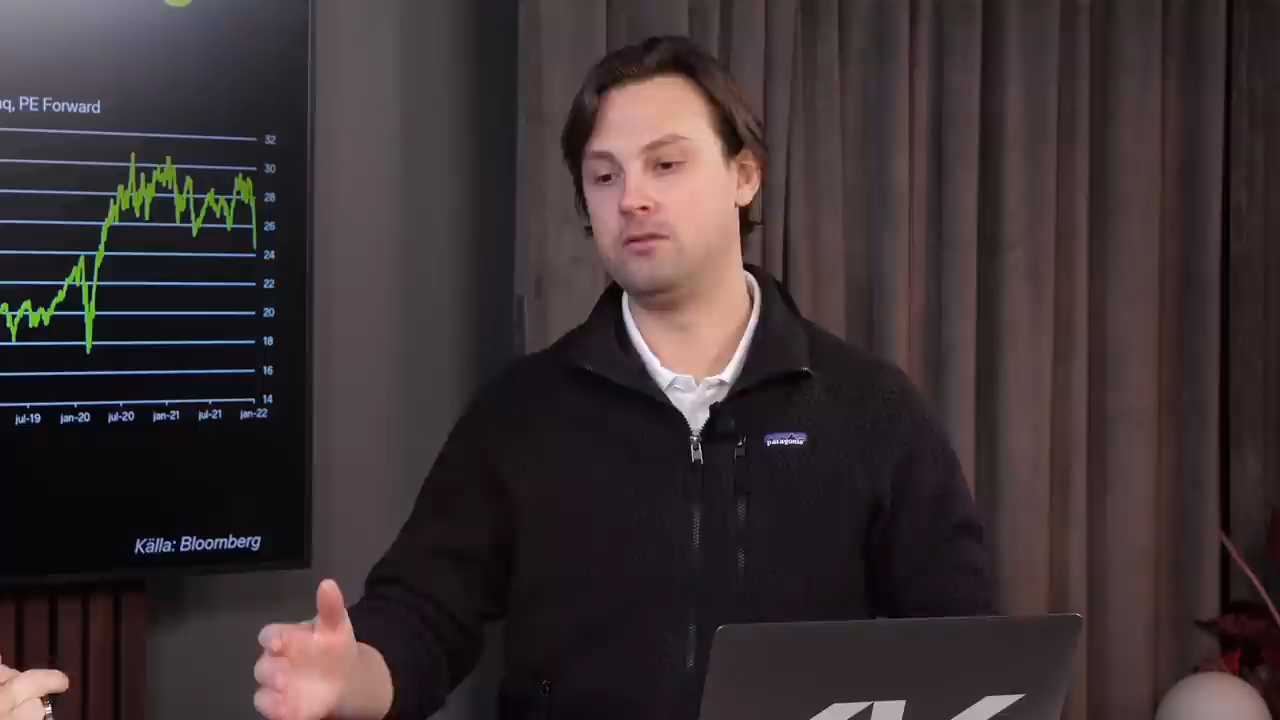 aq, PE Forward
32
30
28
26
24
22
20
18
16
14
jul-19 jan-20 jul-20 jan-21 jul-21 jan-22
Källa: Bloomberg
patagonia